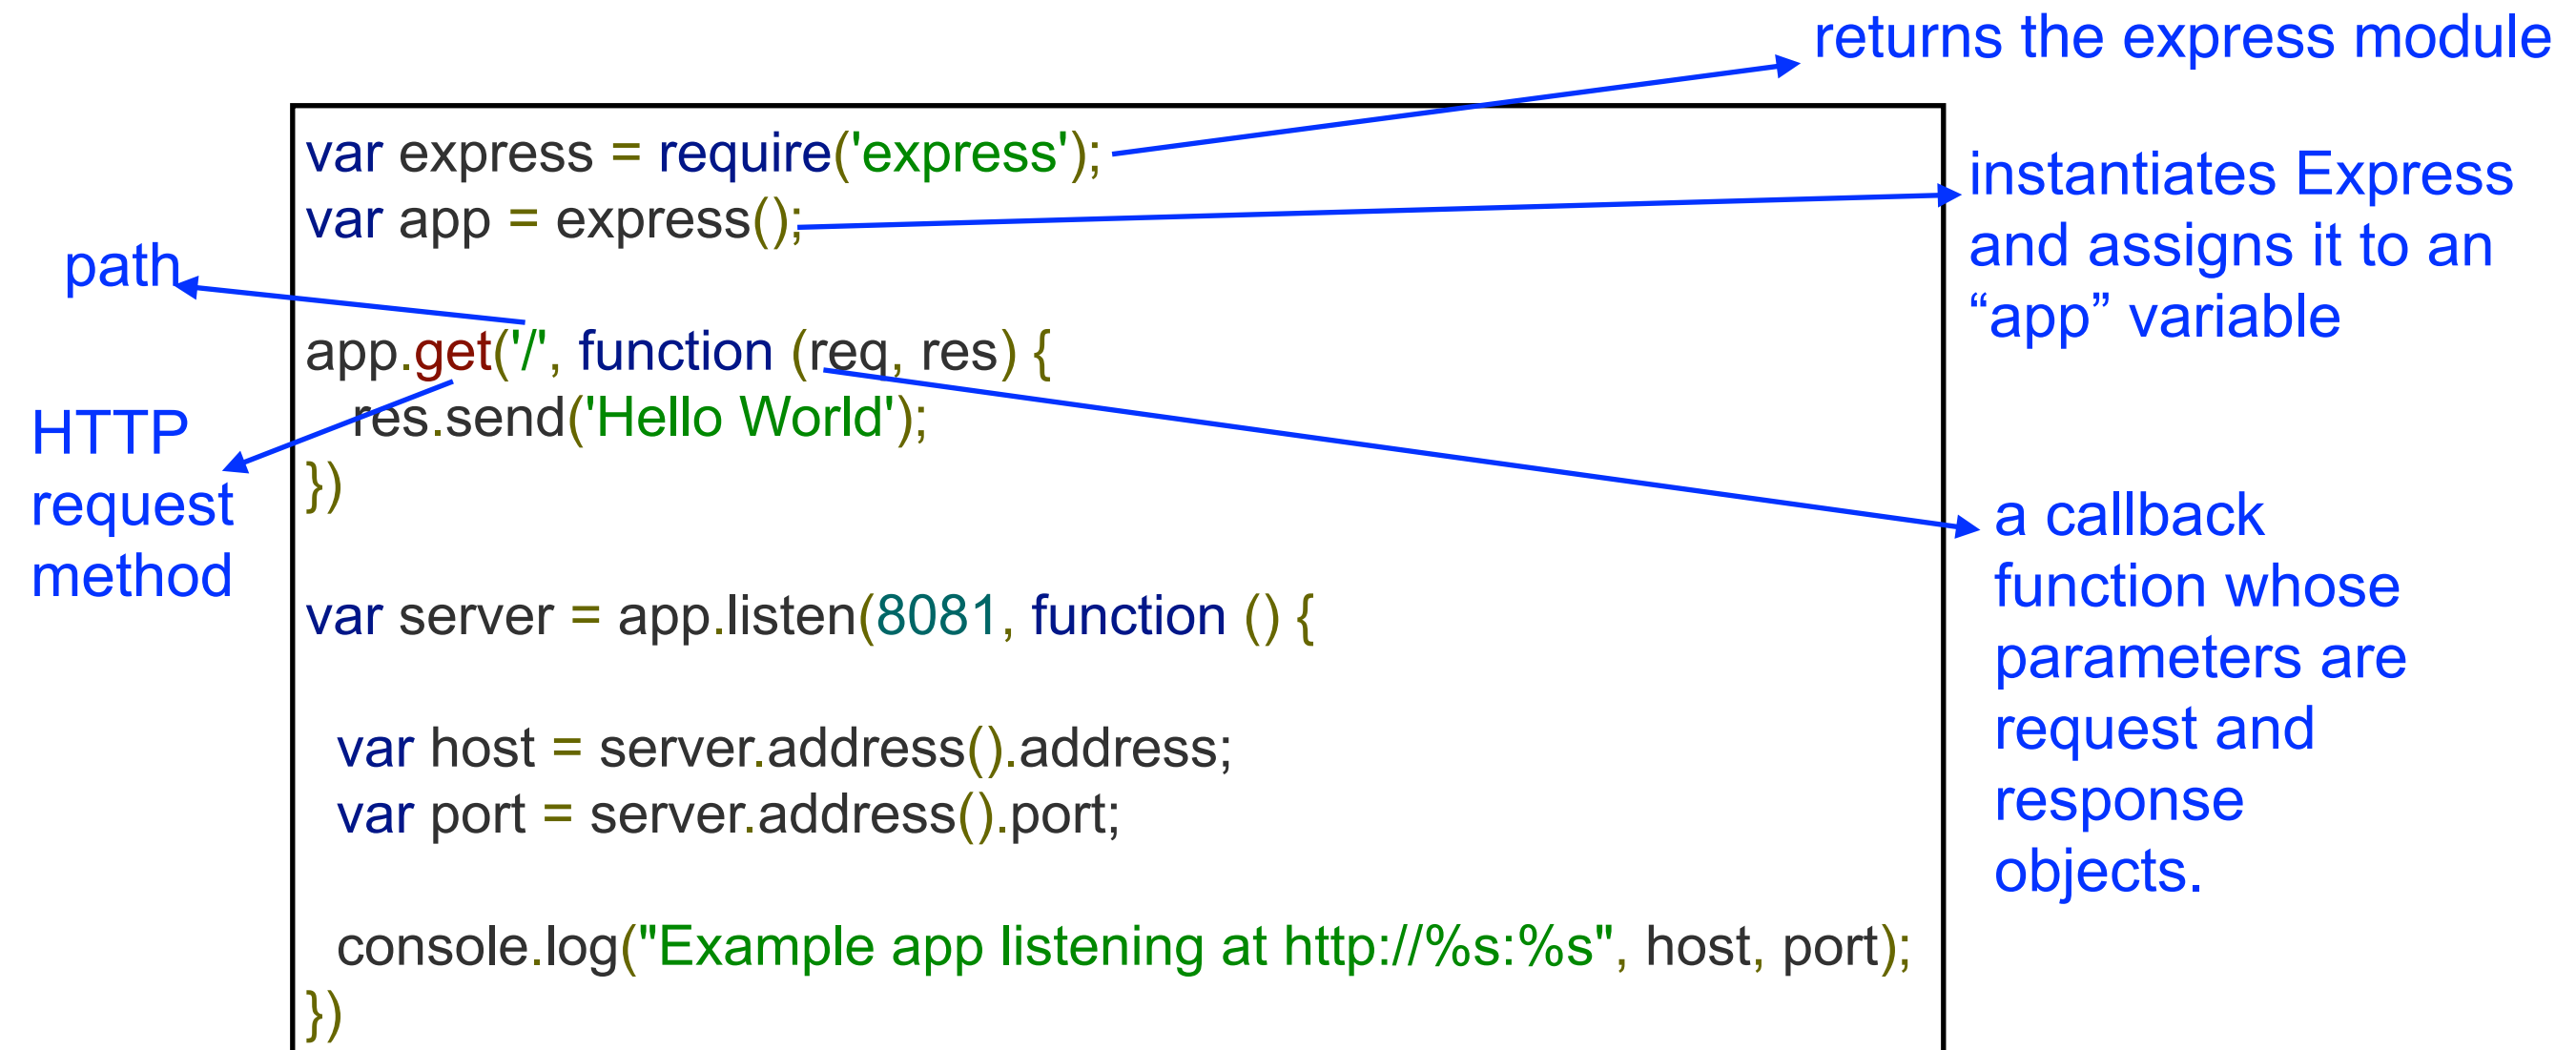 returns the express module
var express = require('express');
var app = express();
instantiates Express
and assigns it to an
“app” variable
path
app.get('/', function (req, res) {
res.send('Hello World');
})
HTTP
request
method
a callback
function whose
parameters are
request and
response
objects.
var server = app.listen(8081, function () {
var host = server.address().address;
var port = server.address().port;
console.log("Example app listening at http://%s:%s", host, port);
})